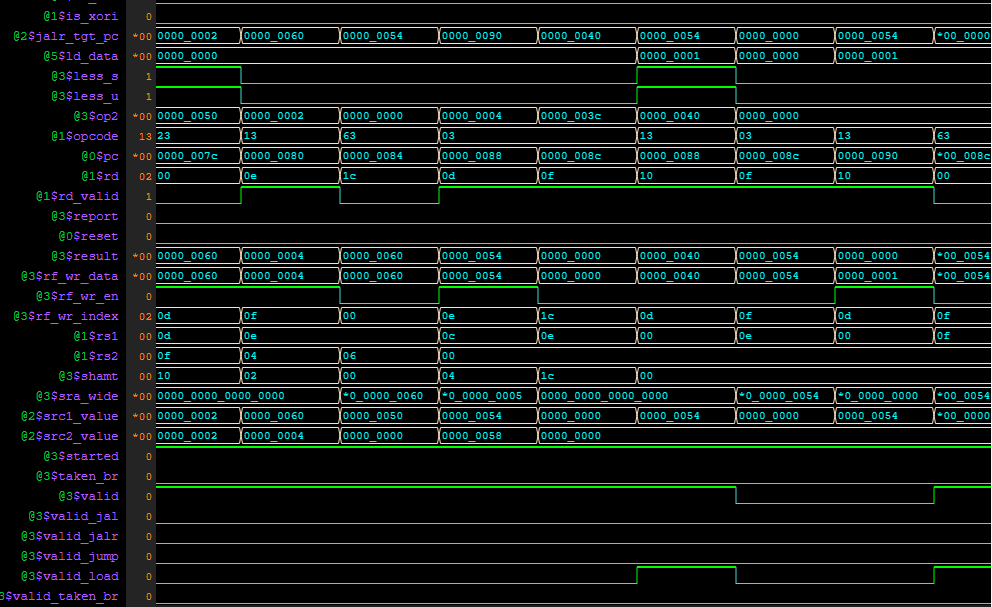 @1$is_xori 0
@2$jalr_tgt_pc *00 0000_0002 0000_0060 0000_0054 0000_0090 0000_0040 0000_0054 0000_0000 0000_0054 *00_0000
@5$ld_data *00 0000_0000 0000_0001 0000_0000 0000_0001
@3$less_s 1
@3$less_u 1
@3$op2 *00 0000_0050 0000_0002 0000_0000 0000_0004 0000_003c 0000_0040 0000_0000
@1$opcode 13 23 13 63 03 13 03 13 63
@0$pc *00 0000_007c 0000_0080 0000_0084 0000_0088 0000_008c 0000_0088 0000_008c 0000_0090 *00_008c
@1$rd 02 00 0e 1c 0d 0f 10 0f 10 00
@1$rd_valid 1
@3$report 0
@0$reset 0
@3$result *00 0000_0060 0000_0004 0000_0060 0000_0054 0000_0000 0000_0040 0000_0054 0000_0000 *00_0054
@3$rf_wr_data *00 0000_0060 0000_0004 0000_0060 0000_0054 0000_0000 0000_0040 0000_0054 0000_0001 *00_0054
@3$rf_wr_en 0
@3$rf_wr_index 02 0d 0f 00 0e 1c 0d 0f 0d 0f
@1$rs1 00 0d 0e 0c 0e 00 0e 00 0f
@1$rs2 00 0f 04 06 00
@3$shamt 00 10 02 00 04 1c 00
@3$sra_wide *00 0000_0000_0000_0000 *0_0000_0060 *0_0000_0005 0000_0000_0000_0000 *0_0000_0054 *0_0000_0000 *00_0054
@2$src1_value *00 0000_0002 0000_0060 0000_0050 0000_0054 0000_0000 0000_0054 0000_0000 0000_0054 *00_0000
@2$src2_value *00 0000_0002 0000_0004 0000_0000 0000_0058 0000_0000
@3$started 0
@3$taken_br 0
@3$valid 0
@3$valid_jal 0
@3$valid_jalr 0
@3$valid_jump 0
@3$valid_load 0
3$valid_taken_br 0